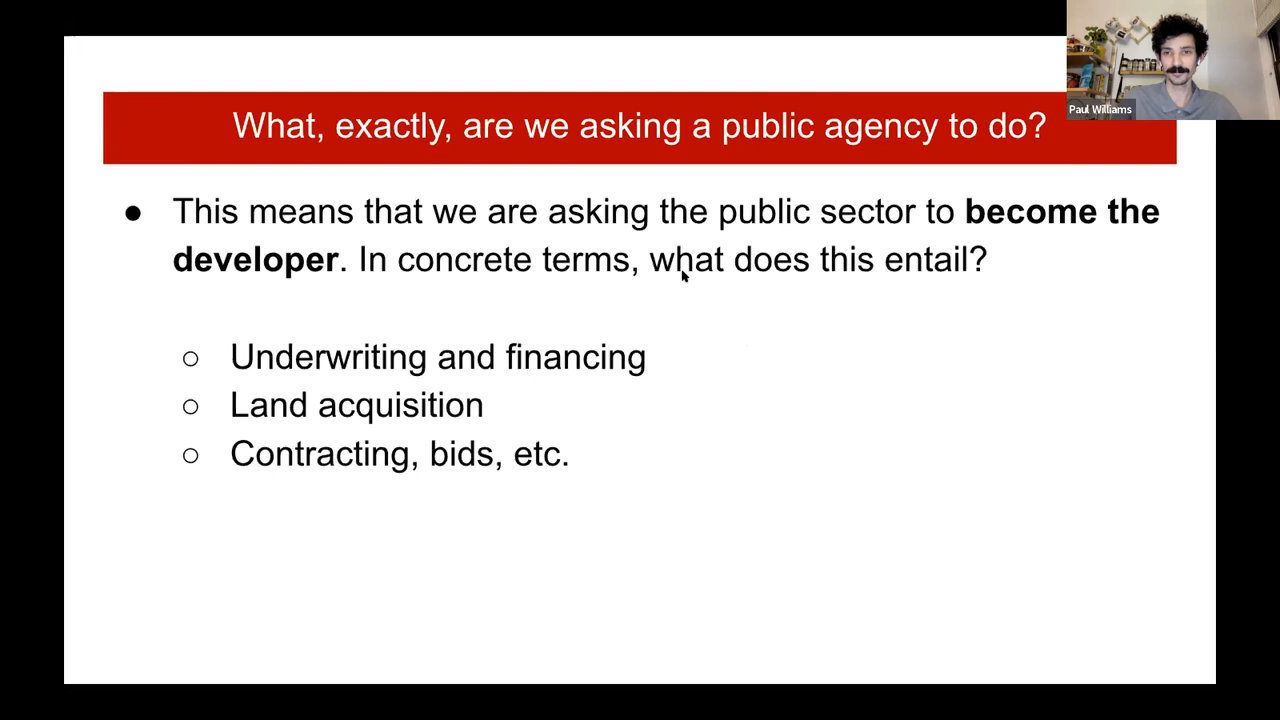 Paul Williams
What, exactly, are we asking a public agency to do?
● This means that we are asking the public sector to become the
developer. In concrete terms, what does this entail?
○ Underwriting and financing
○ Land acquisition
○ Contracting, bids, etc.